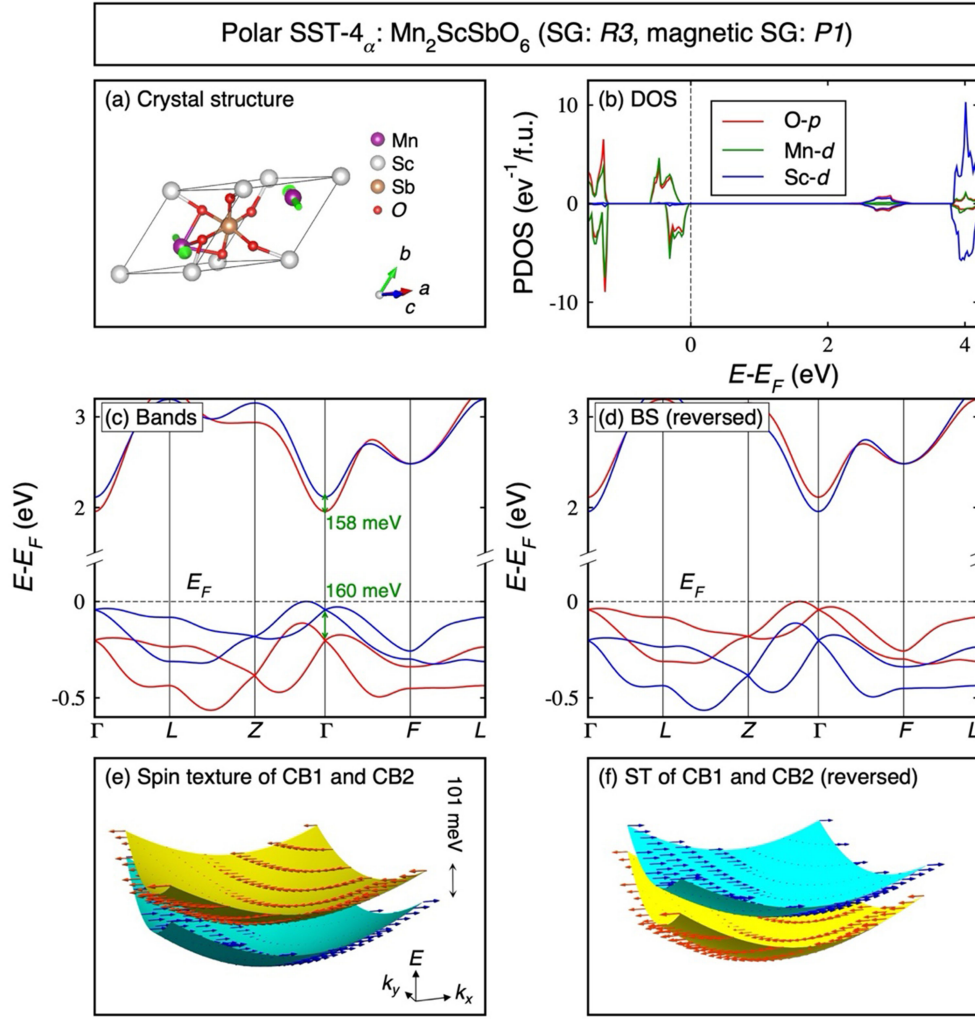 Polar SST-4α: Mn2ScSbO6 (SG: R3, magnetic SG: P1)
(a) Crystal structure
Mn
Sc
Sb
O
b
a
c
(b) DOS
O-p
Mn-d
Sc-d
PDOS (ev-1/f.u.)
10
0
-10
0
2
4
E-EF (eV)
(c) Bands
E-EF (eV)
3
2
0
-0.5
158 meV
160 meV
EF
Γ
L
Z
Γ
F
L
(d) BS (reversed)
E-EF (eV)
3
2
0
-0.5
EF
Γ
L
Z
Γ
F
L
(e) Spin texture of CB1 and CB2
101 meV
E
ky
kx
(f) ST of CB1 and CB2 (reversed)